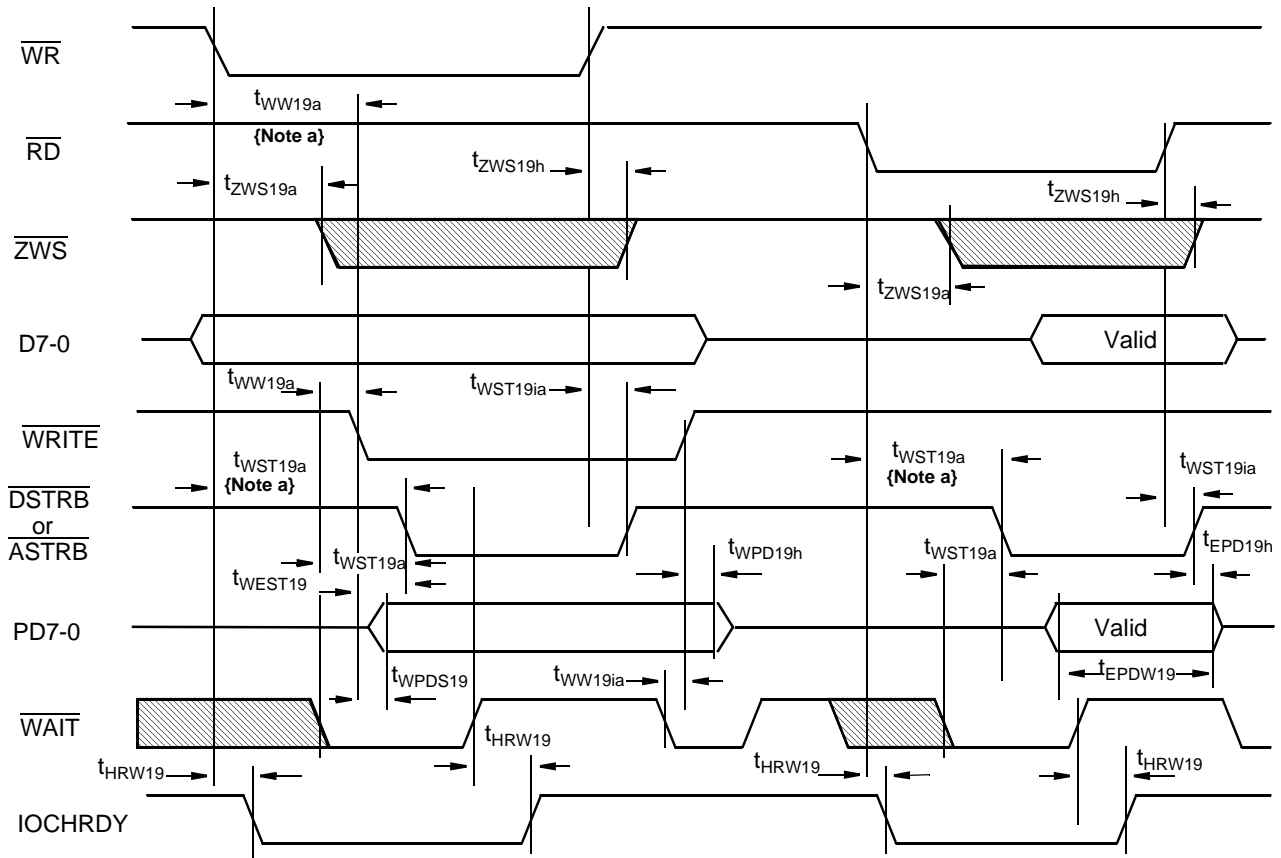 WR
tWW19a
{Note a}
RD
tZWS19h
tZWS19a
tZWS19h
ZWS
tZWS19a
D7-0
Valid
tWW19a
tWST19ia
WRITE
tWST19a
{Note a}
tWST19a
{Note a}
tWST19ia
DSTRB
or
ASTRB
tWST19a
tWEST19
tWPD19h
tWST19a
tEPD19h
PD7-0
Valid
tWPDS19
tWW19ia
tEPDW19
WAIT
tHRW19
tHRW19
tHRW19
tHRW19
IOCHRDY